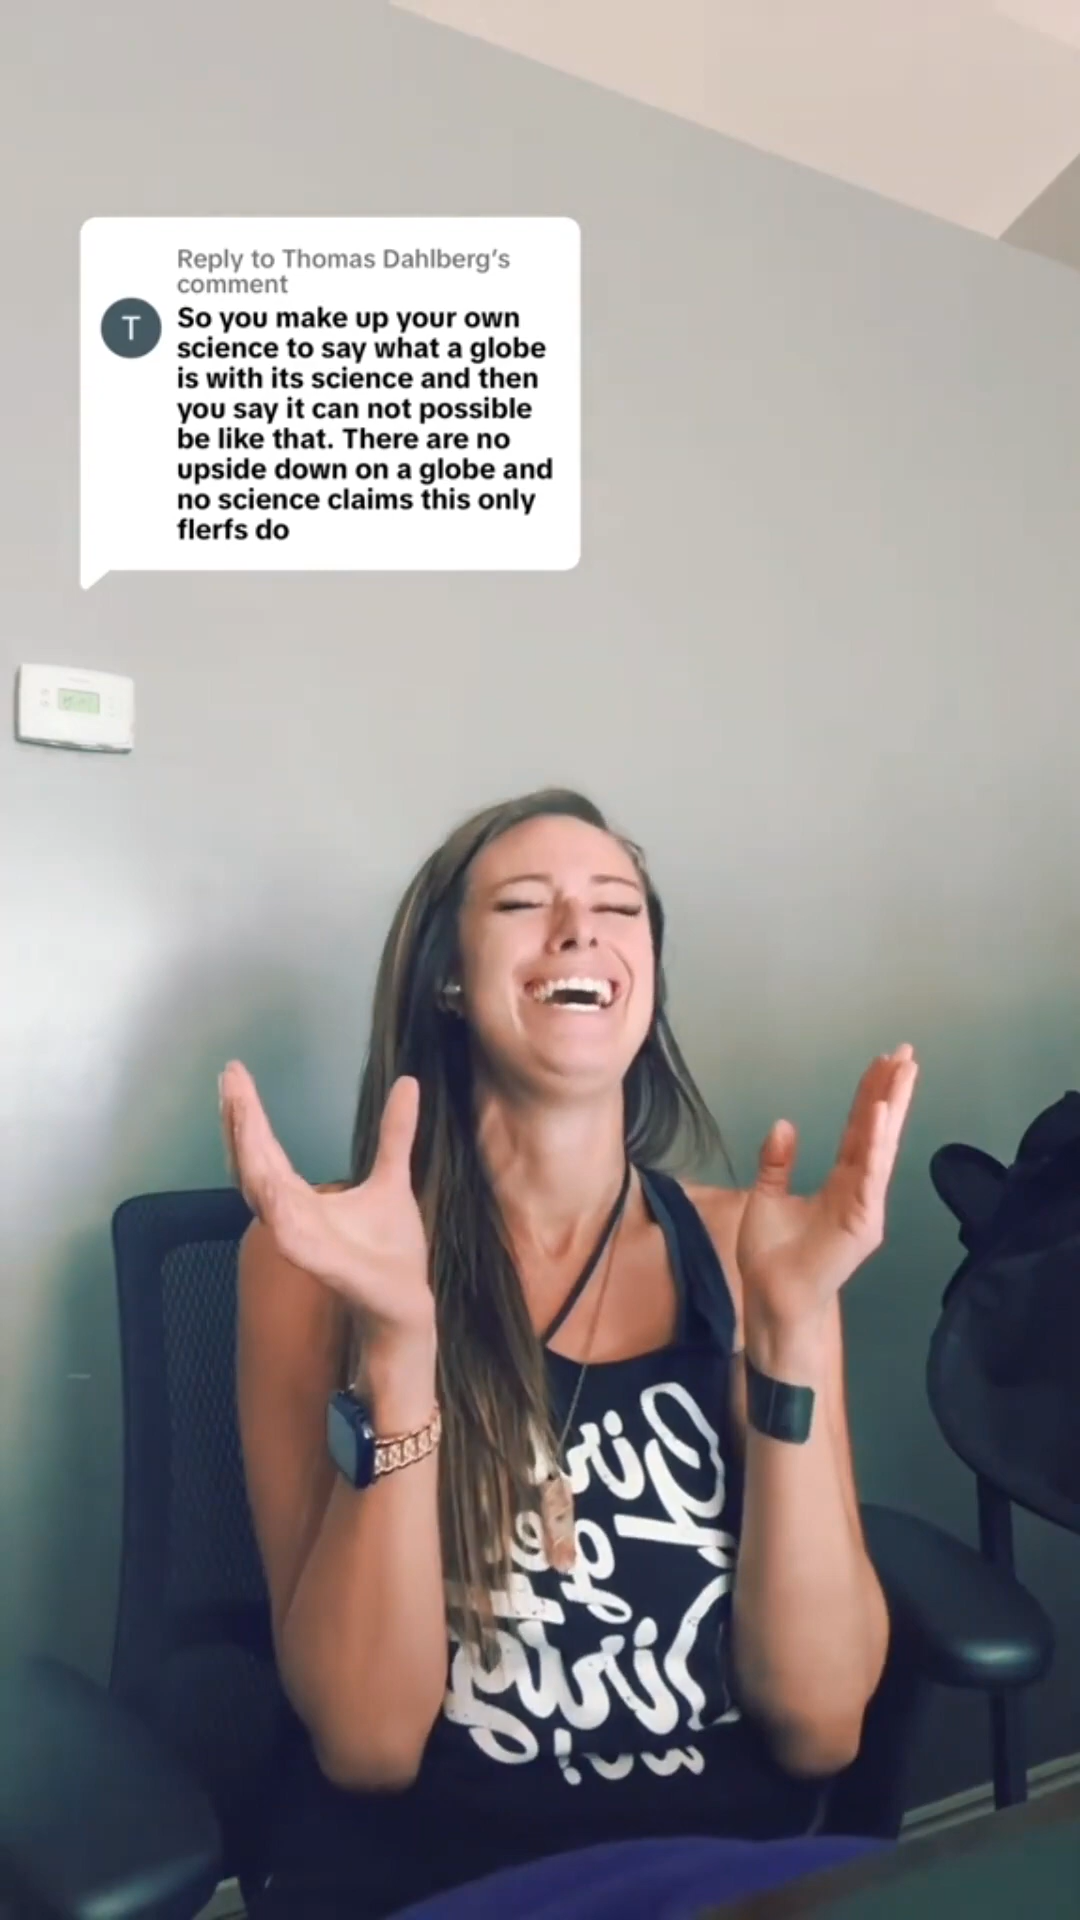 Reply to Thomas Dahlberg's
comment
T
So you make up your own
science to say what a globe
is with its science and then
you say it can not possible
be like that. There are no
upside down on a globe and
no science claims this only
flerfs do
Dirty